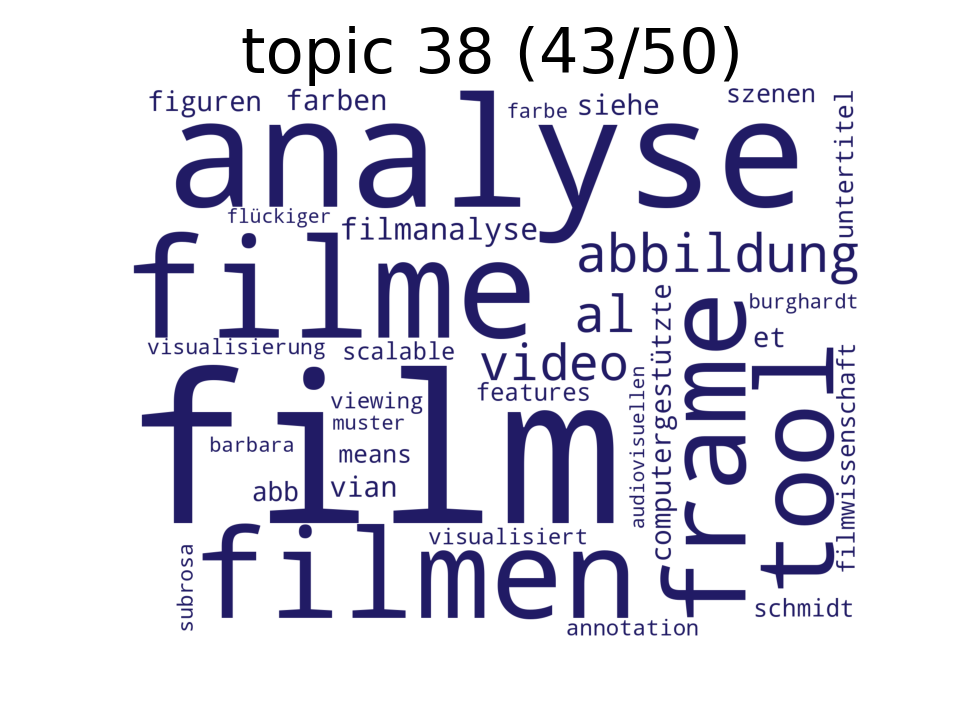 topic 38 (43/50)
figuren farben farbe siehe szenen
analyse
untertitel
flückiger filmanalyse
filme
abbildung
al
burghardt
et
visualisierung scalable video
features
film
viewing
muster
barbara
means
abb vian
audiovisuellen
computergestützte
frame
tool
filmwissenschaft
filmen
visualisiert
subrosa
schmidt
annotation